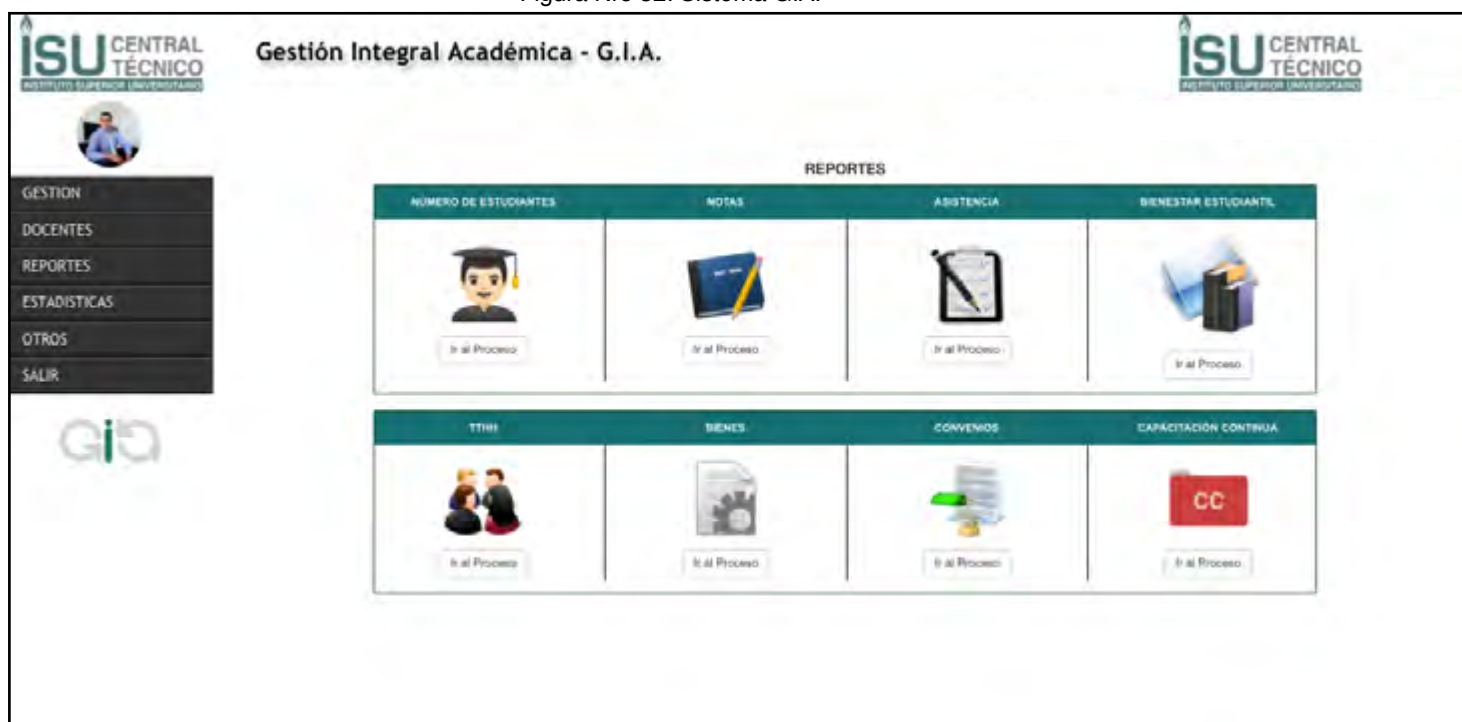 ISU CENTRAL TÉCNICO
INSTITUTO SUPERIOR UNIVERSITARIO
Gestión Integral Académica - G.I.A.
ISU CENTRAL TÉCNICO
INSTITUTO SUPERIOR UNIVERSITARIO
GESTION
DOCENTES
REPORTES
ESTADISTICAS
OTROS
SALIR
GiA
REPORTES
NÚMERO DE ESTUDIANTES NOTAS ASISTENCIA BIENESTAR ESTUDIANTIL
Ir al Proceso Ir al Proceso Ir al Proceso Ir al Proceso
TTHH BIENES CONVENIOS CAPACITACIÓN CONTINUA
CC
Ir al Proceso Ir al Proceso Ir al Proceso Ir al Proceso